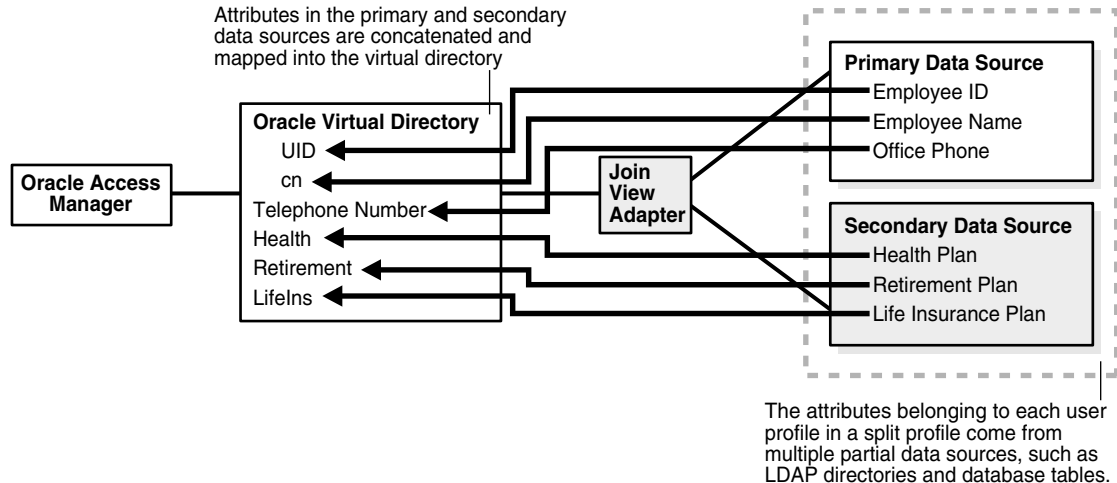 Attributes in the primary and secondary
data sources are concatenated and
mapped into the virtual directory
Oracle Access
Manager
Oracle Virtual Directory
UID
cn
Telephone Number
Health
Retirement
LifeIns
Join
View
Adapter
Primary Data Source
Employee ID
Employee Name
Office Phone
Secondary Data Source
Health Plan
Retirement Plan
Life Insurance Plan
The attributes belonging to each user
profile in a split profile come from
multiple partial data sources, such as
LDAP directories and database tables.